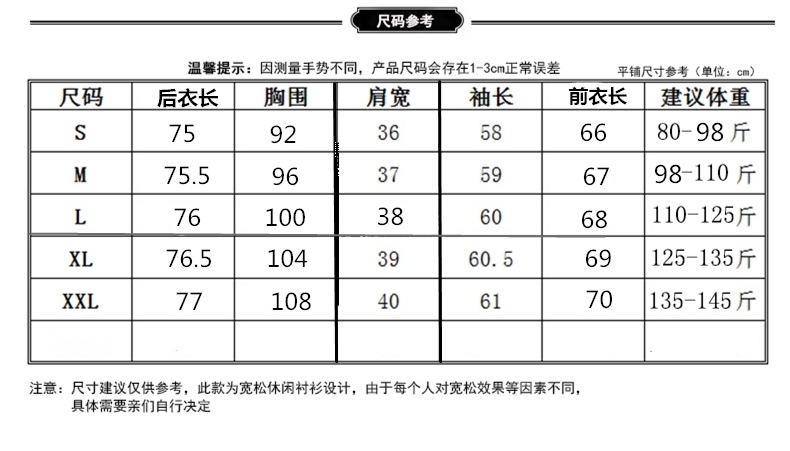 尺码参考
温馨提示：因测量手势不同，产品尺码会存在1-3cm正常误差 平铺尺寸参考（单位：cm）
尺码 后衣长 胸围 肩宽 袖长 前衣长 建议体重
S 75 92 36 58 66 80-98斤
M 75.5 96 37 59 67 98-110斤
L 76 100 38 60 68 110-125斤
XL 76.5 104 39 60.5 69 125-135斤
XXL 77 108 40 61 70 135-145斤
注意：尺寸建议仅供参考，此款为宽松休闲衬衫设计，由于每个人对宽松效果等因素不同，
具体需要亲们自行决定